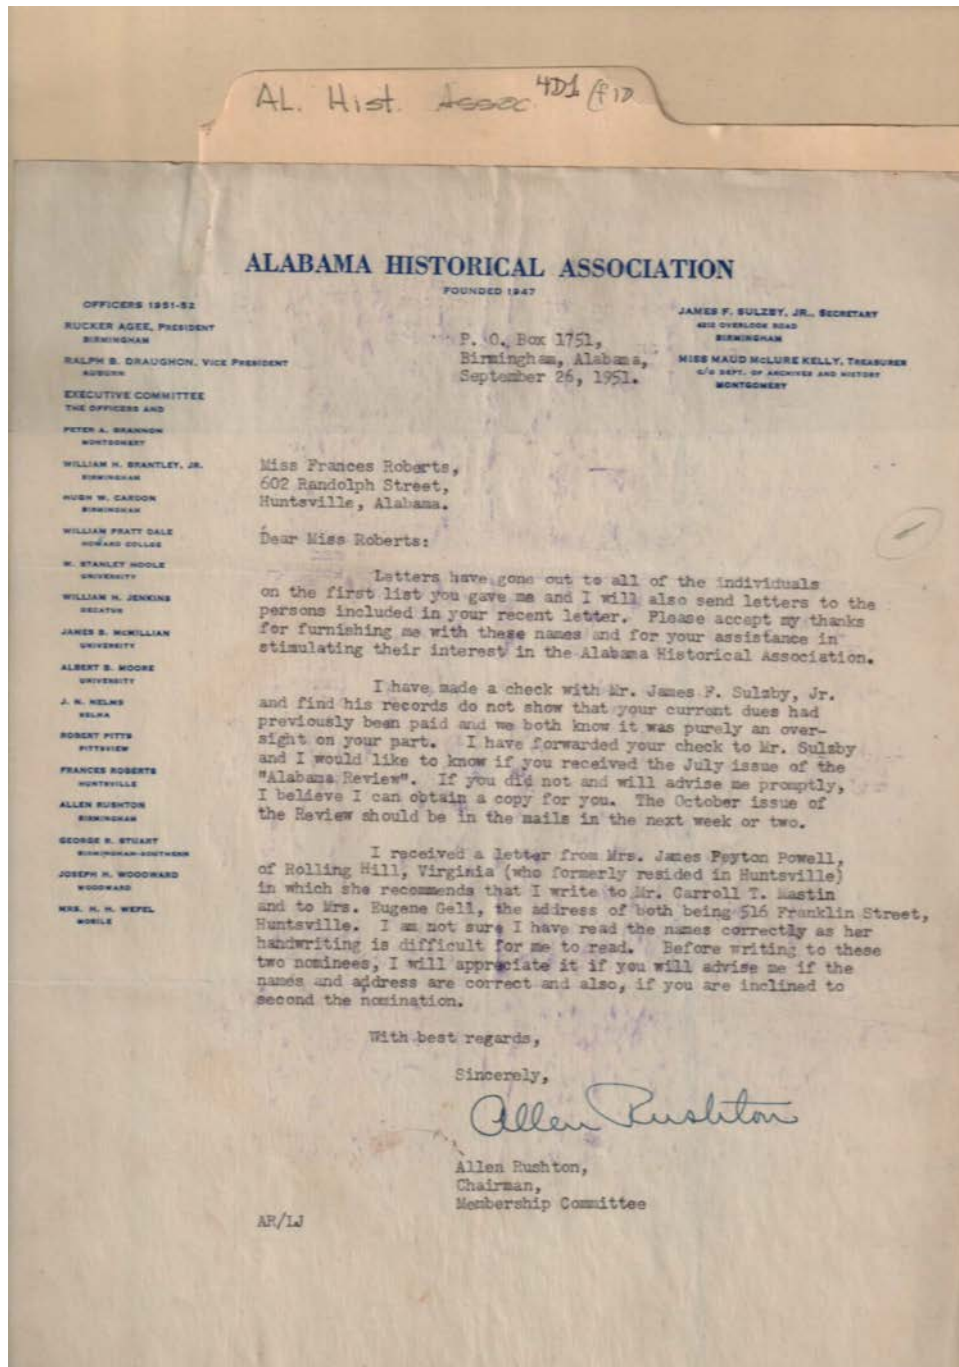 AL. Hist. Assoc. 4D1
ALABAMA HISTORICAL ASSOCIATION
FOUNDED 1947
OFFICERS 1951-52
RUCKER AGEE, PRESIDENT
BIRMINGHAM
RALPH B. DRAUGHON, VICE PRESIDENT
AUBURN
EXECUTIVE COMMITTEE
THE OFFICERS AND
PETER A. BRANNON
MONTGOMERY
WILLIAM H. BRANTLEY, JR.
BIRMINGHAM
HUGH W. CARDON
BIRMINGHAM
WILLIAM PRATT DALE
HOWARD COLLEGE
W. STANLEY HOOLE
UNIVERSITY
WILLIAM H. JENKINS
DECATUR
JAMES B. McMILLIAN
UNIVERSITY
ALBERT B. MOORE
UNIVERSITY
J. N. NELMS
SELMA
ROBERT PITTS
PITTSVIEW
FRANCES ROBERTS
HUNTSVILLE
ALLEN RUSHTON
BIRMINGHAM
GEORGE R. STUART
BIRMINGHAM-SOUTHERN
JOSEPH H. WOODWARD
WOODWARD
MRS. H. H. WEFEL
MOBILE
JAMES F. SULZBY, JR., SECRETARY
4212 OVERLOOK ROAD
BIRMINGHAM
MISS MAUD McLURE KELLY, TREASURER
C/O DEPT. OF ARCHIVES AND HISTORY
MONTGOMERY
P. O. Box 1751,
Birmingham, Alabama,
September 26, 1951.
Miss Frances Roberts,
602 Randolph Street,
Huntsville, Alabama.
Dear Miss Roberts:
Letters have gone out to all of the individuals
on the first list you gave me and I will also send letters to the
persons included in your recent letter. Please accept my thanks
for furnishing me with these names and for your assistance in
stimulating their interest in the Alabama Historical Association.
I have made a check with Mr. James F. Sulzby, Jr.
and find his records do not show that your current dues had
previously been paid and we both know it was purely an over-
sight on your part. I have forwarded your check to Mr. Sulzby
and I would like to know if you received the July issue of the
"Alabama Review". If you did not and will advise me promptly,
I believe I can obtain a copy for you. The October issue of
the Review should be in the mails in the next week or two.
I received a letter from Mrs. James Peyton Powell,
of Rolling Hill, Virginia (who formerly resided in Huntsville)
in which she recommends that I write to Mr. Carroll T. Mastin
and to Mrs. Eugene Gell, the address of both being 516 Franklin Street,
Huntsville. I am not sure I have read the names correctly as her
handwriting is difficult for me to read. Before writing to these
two nominees, I will appreciate it if you will advise me if the
names and address are correct and also, if you are inclined to
second the nomination.
With best regards,
Sincerely,
Allen Rushton
Allen Rushton,
Chairman,
Membership Committee
AR/LJ